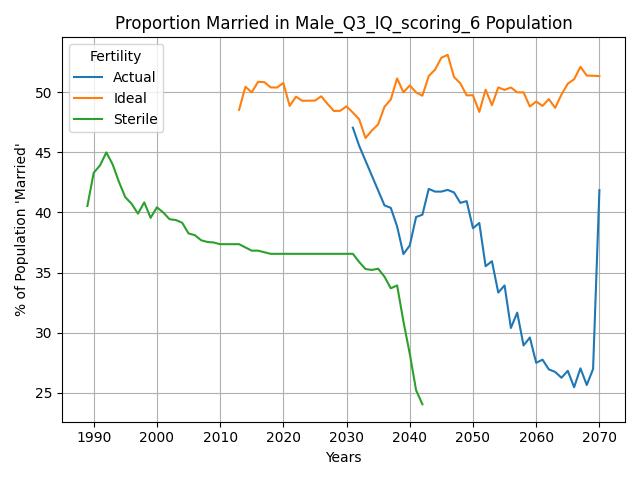 Proportion Married in Male_Q3_IQ_scoring_6 Population
Fertility
Actual
Ideal
Sterile
% of Population 'Married'
50
45
40
35
30
25
1990
2000
2010
2020
2030
2040
2050
2060
2070
Years